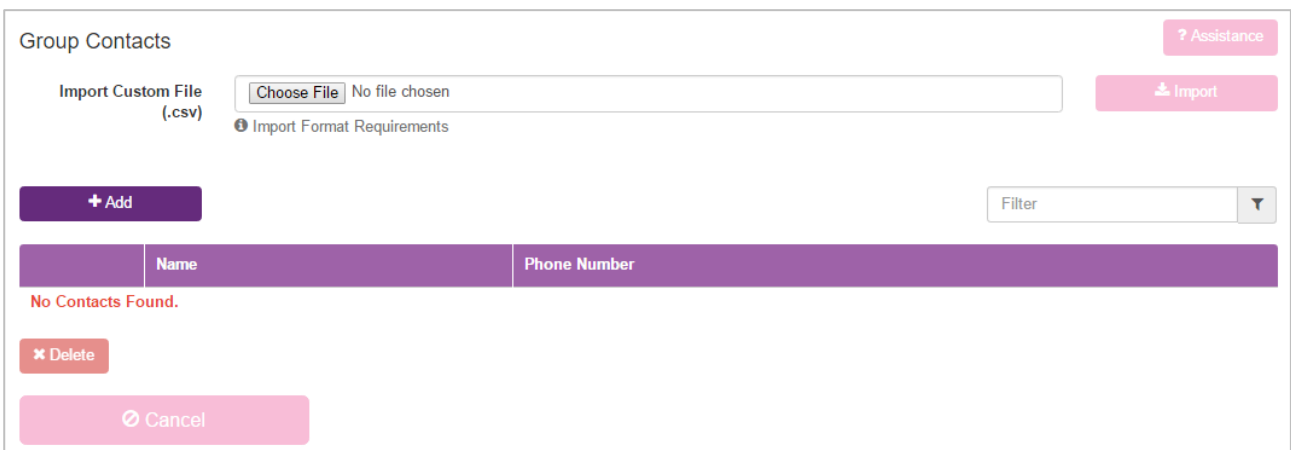 Group Contacts
? Assistance
Import Custom File
(.csv)
Choose File No file chosen
Import
Import Format Requirements
+ Add
Filter
Name Phone Number
No Contacts Found.
Delete
Cancel